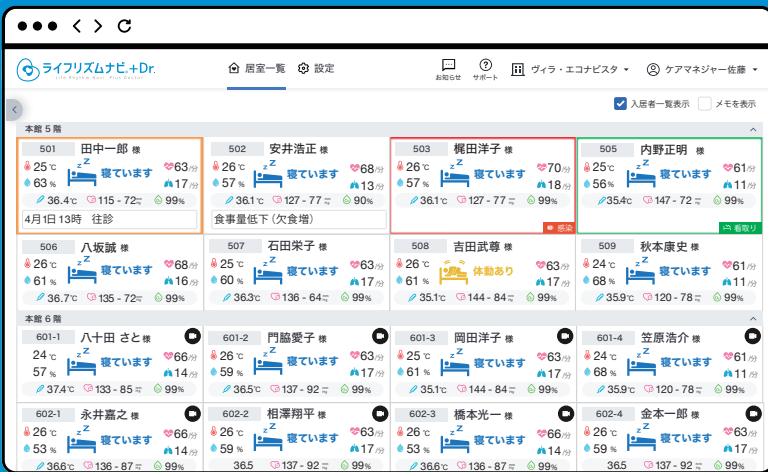 ライフリズムナビ®+Dr.
Life Rhythm Navi. Plus Doctor
居室一覧
設定
お知らせ
サポート
ヴィラ・エコナビスタ
ケアマネジャー佐藤
入居者一覧表示
メモを表示
本館5階
501 田中一郎 様
26℃ 寝ています 63/分
63% 17/分
36.4℃ 115 - 72 99%
4月1日13時 往診
502 安井浩正 様
26℃ 寝ています 68/分
57% 13/分
36.1℃ 127 - 77 90%
食事量低下(欠食増)
503 梶田洋子 様
26℃ 寝ています 70/分
57% 18/分
36.1℃ 127 - 77 99%
感染
505 内野正明 様
25℃ 寝ています 61/分
56% 11/分
35.4℃ 147 - 72 99%
看取り
506 八坂誠 様
26℃ 寝ています 68/分
61% 16/分
36.7℃ 135 - 72 99%
507 石田栄子 様
25℃ 寝ています 63/分
60% 17/分
36.3℃ 136 - 64 99%
508 吉田武尊 様
26℃ 体動あり 63/分
61% 17/分
35.1℃ 144 - 84 99%
509 秋本康史 様
24℃ 寝ています 61/分
68% 11/分
35.9℃ 120 - 78 99%
本館6階
601-1 八十田 さと 様
24℃ 寝ています 66/分
57% 14/分
37.4℃ 133 - 85 99%
601-2 門脇愛子 様
26℃ 寝ています 63/分
59% 17/分
36.5℃ 137 - 92 99%
601-3 岡田洋子 様
25℃ 寝ています 63/分
61% 17/分
35.1℃ 144 - 84 99%
601-4 笠原浩介 様
24℃ 寝ています 61/分
68% 11/分
35.9℃ 120 - 78 99%
602-1 永井嘉之 様
26℃ 寝ています 66/分
53% 14/分
36.6℃ 136 - 87 99%
602-2 相澤翔平 様
26℃ 寝ています 63/分
59% 17/分
36.5 137 - 92 99%
602-3 橋本光一 様
26℃ 寝ています 66/分
53% 14/分
36.6℃ 136 - 87 99%
602-4 金本一郎 様
26℃ 寝ています 63/分
59% 17/分
36.5 137 - 92 99%